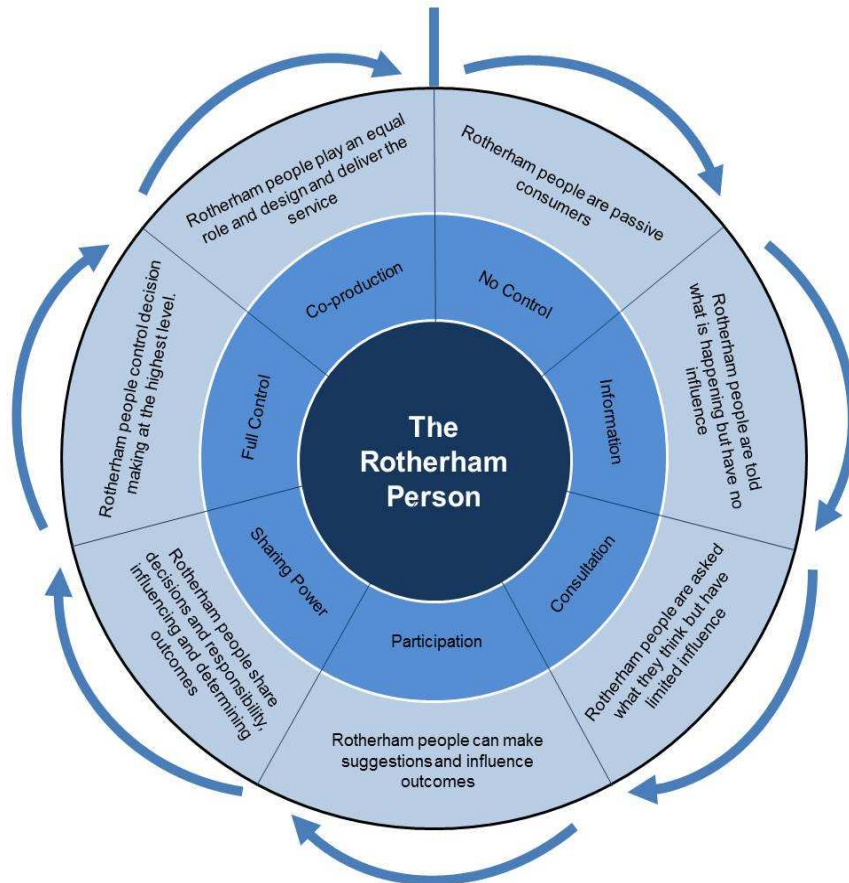 The
Rotherham
Person
No Control
Rotherham people are passive
consumers
Information
Rotherham people are told
what is happening but have no
influence
Consultation
Rotherham people are asked
what they think but have
limited influence
Participation
Rotherham people can make
suggestions and influence
outcomes
Sharing Power
Rotherham people share
decisions and responsibility,
influencing and determining
outcomes
Full Control
Rotherham people control decision
making at the highest level.
Co-production
Rotherham people play an equal
role and design and deliver the
service